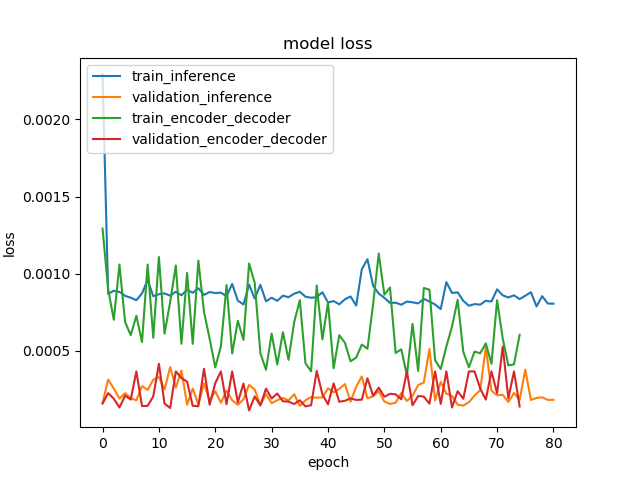 model loss
train_inference
validation_inference
train_encoder_decoder
validation_encoder_decoder
0.0020
0.0015
0.0010
0.0005
loss
0 10 20 30 40 50 60 70 80
epoch